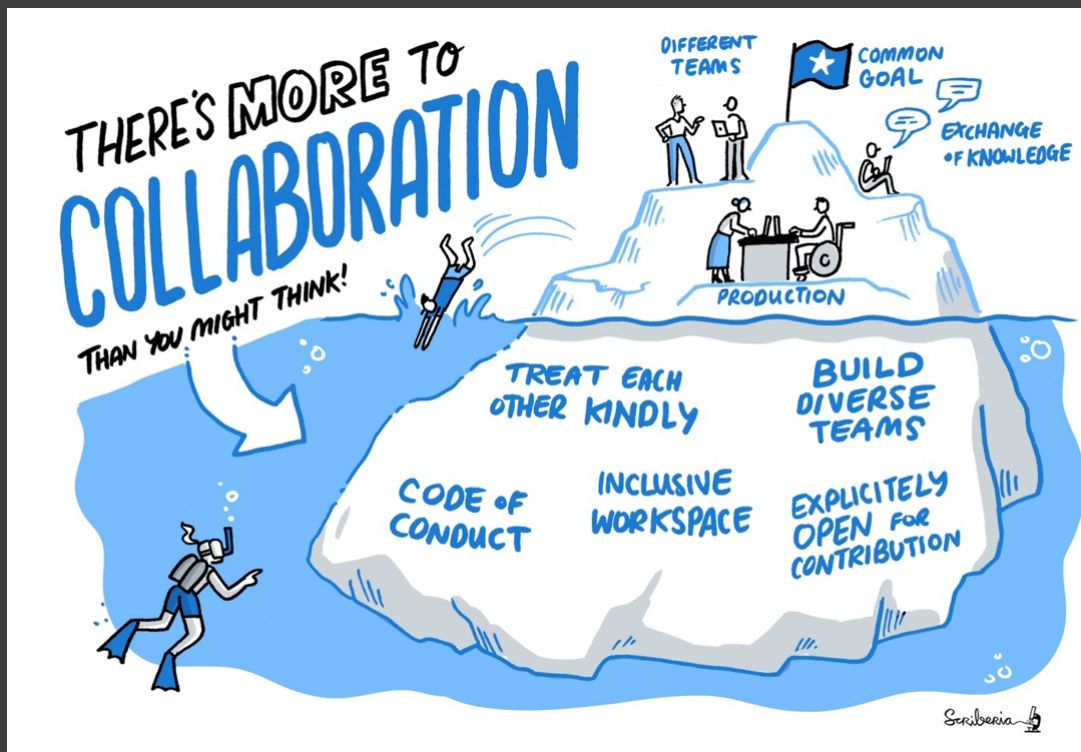 THERE'S MORE TO
COLLABORATION
THAN YOU MIGHT THINK!
DIFFERENT
TEAMS
COMMON
GOAL
EXCHANGE
OF KNOWLEDGE
PRODUCTION
C
TREAT EACH
OTHER KINDLY
BUILD
DIVERSE
TEAMS
CODE OF
CONDUCT
INCLUSIVE
WORKSPACE
EXPLICITELY
OPEN FOR
CONTRIBUTION
Scriberia